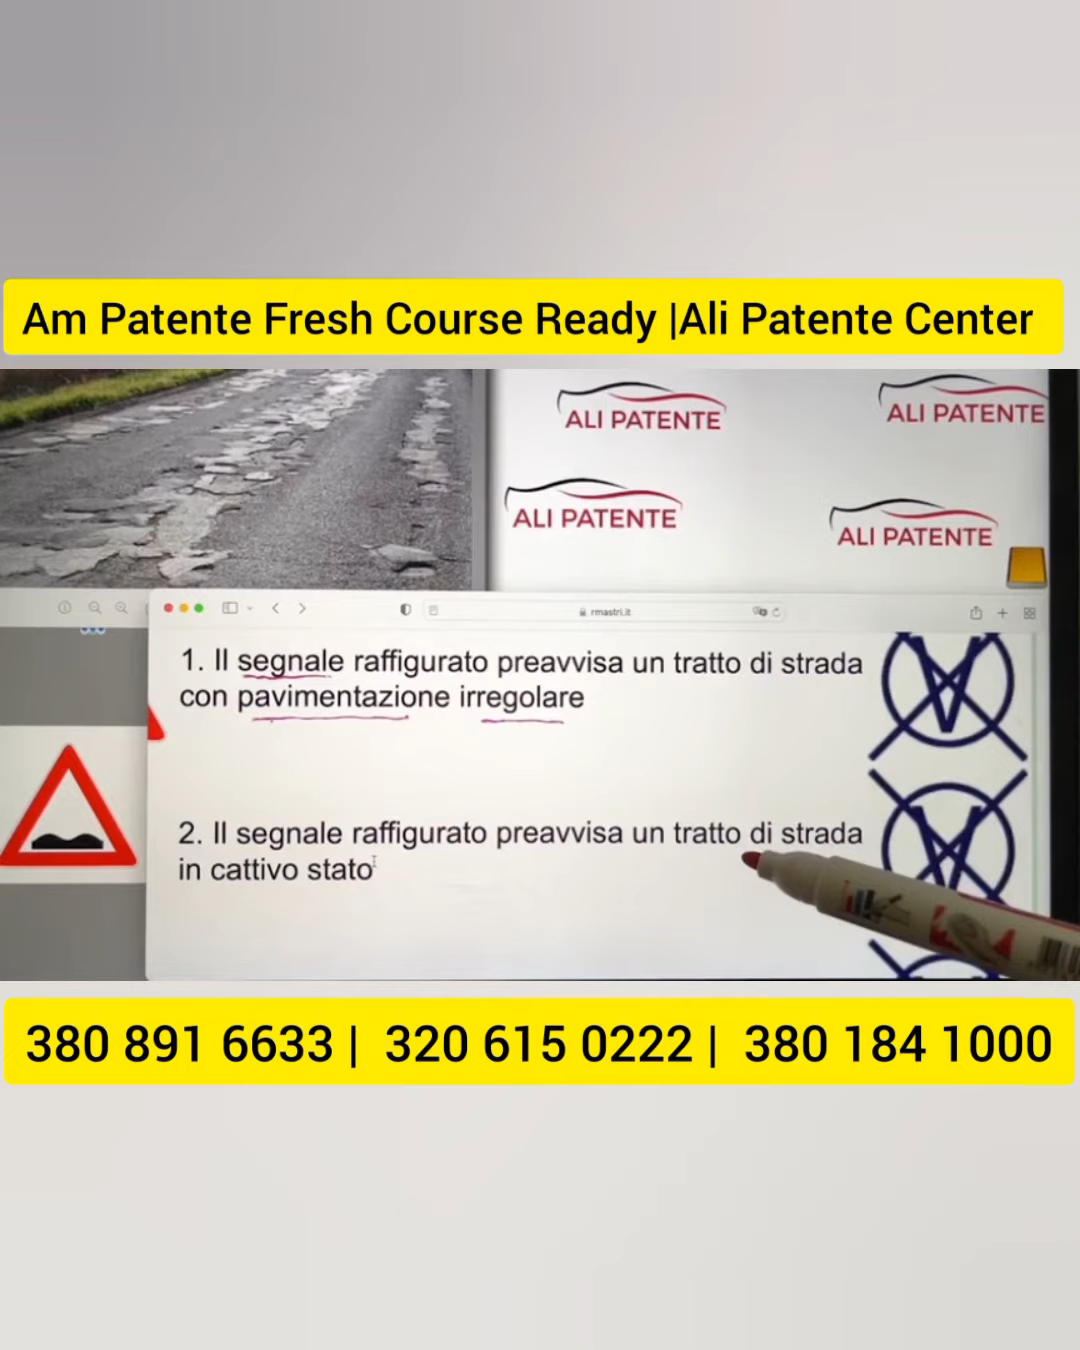 Am Patente Fresh Course Ready |Ali Patente Center
ALI PATENTE
ALI PATENTE
ALI PATENTE
ALI PATENTE
rmastri.it
1. Il segnale raffigurato preavvisa un tratto di strada
con pavimentazione irregolare
V
2. Il segnale raffigurato preavvisa un tratto di strada
in cattivo stato
V
380 891 6633 | 320 615 0222 | 380 184 1000